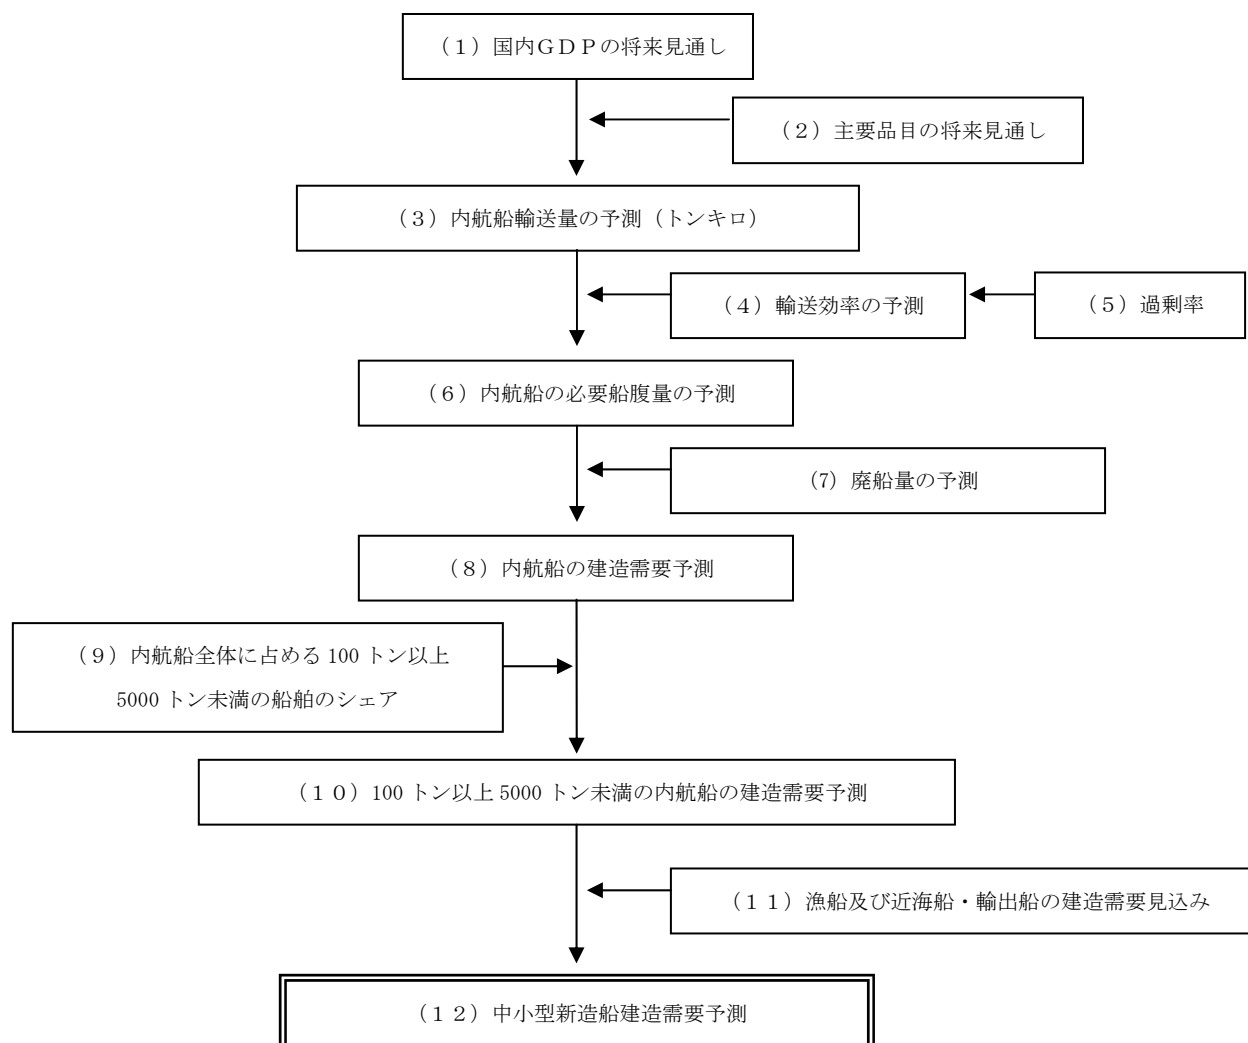 （１）国内ＧＤＰの将来見通し
（２）主要品目の将来見通し
（３）内航船輸送量の予測（トンキロ）
（４）輸送効率の予測
（５）過剰率
（６）内航船の必要船腹量の予測
（7）廃船量の予測
（８）内航船の建造需要予測
（９）内航船全体に占める 100 トン以上
5000 トン未満の船舶のシェア
（１０）100 トン以上 5000 トン未満の内航船の建造需要予測
（１１）漁船及び近海船・輸出船の建造需要見込み
（１２）中小型新造船建造需要予測